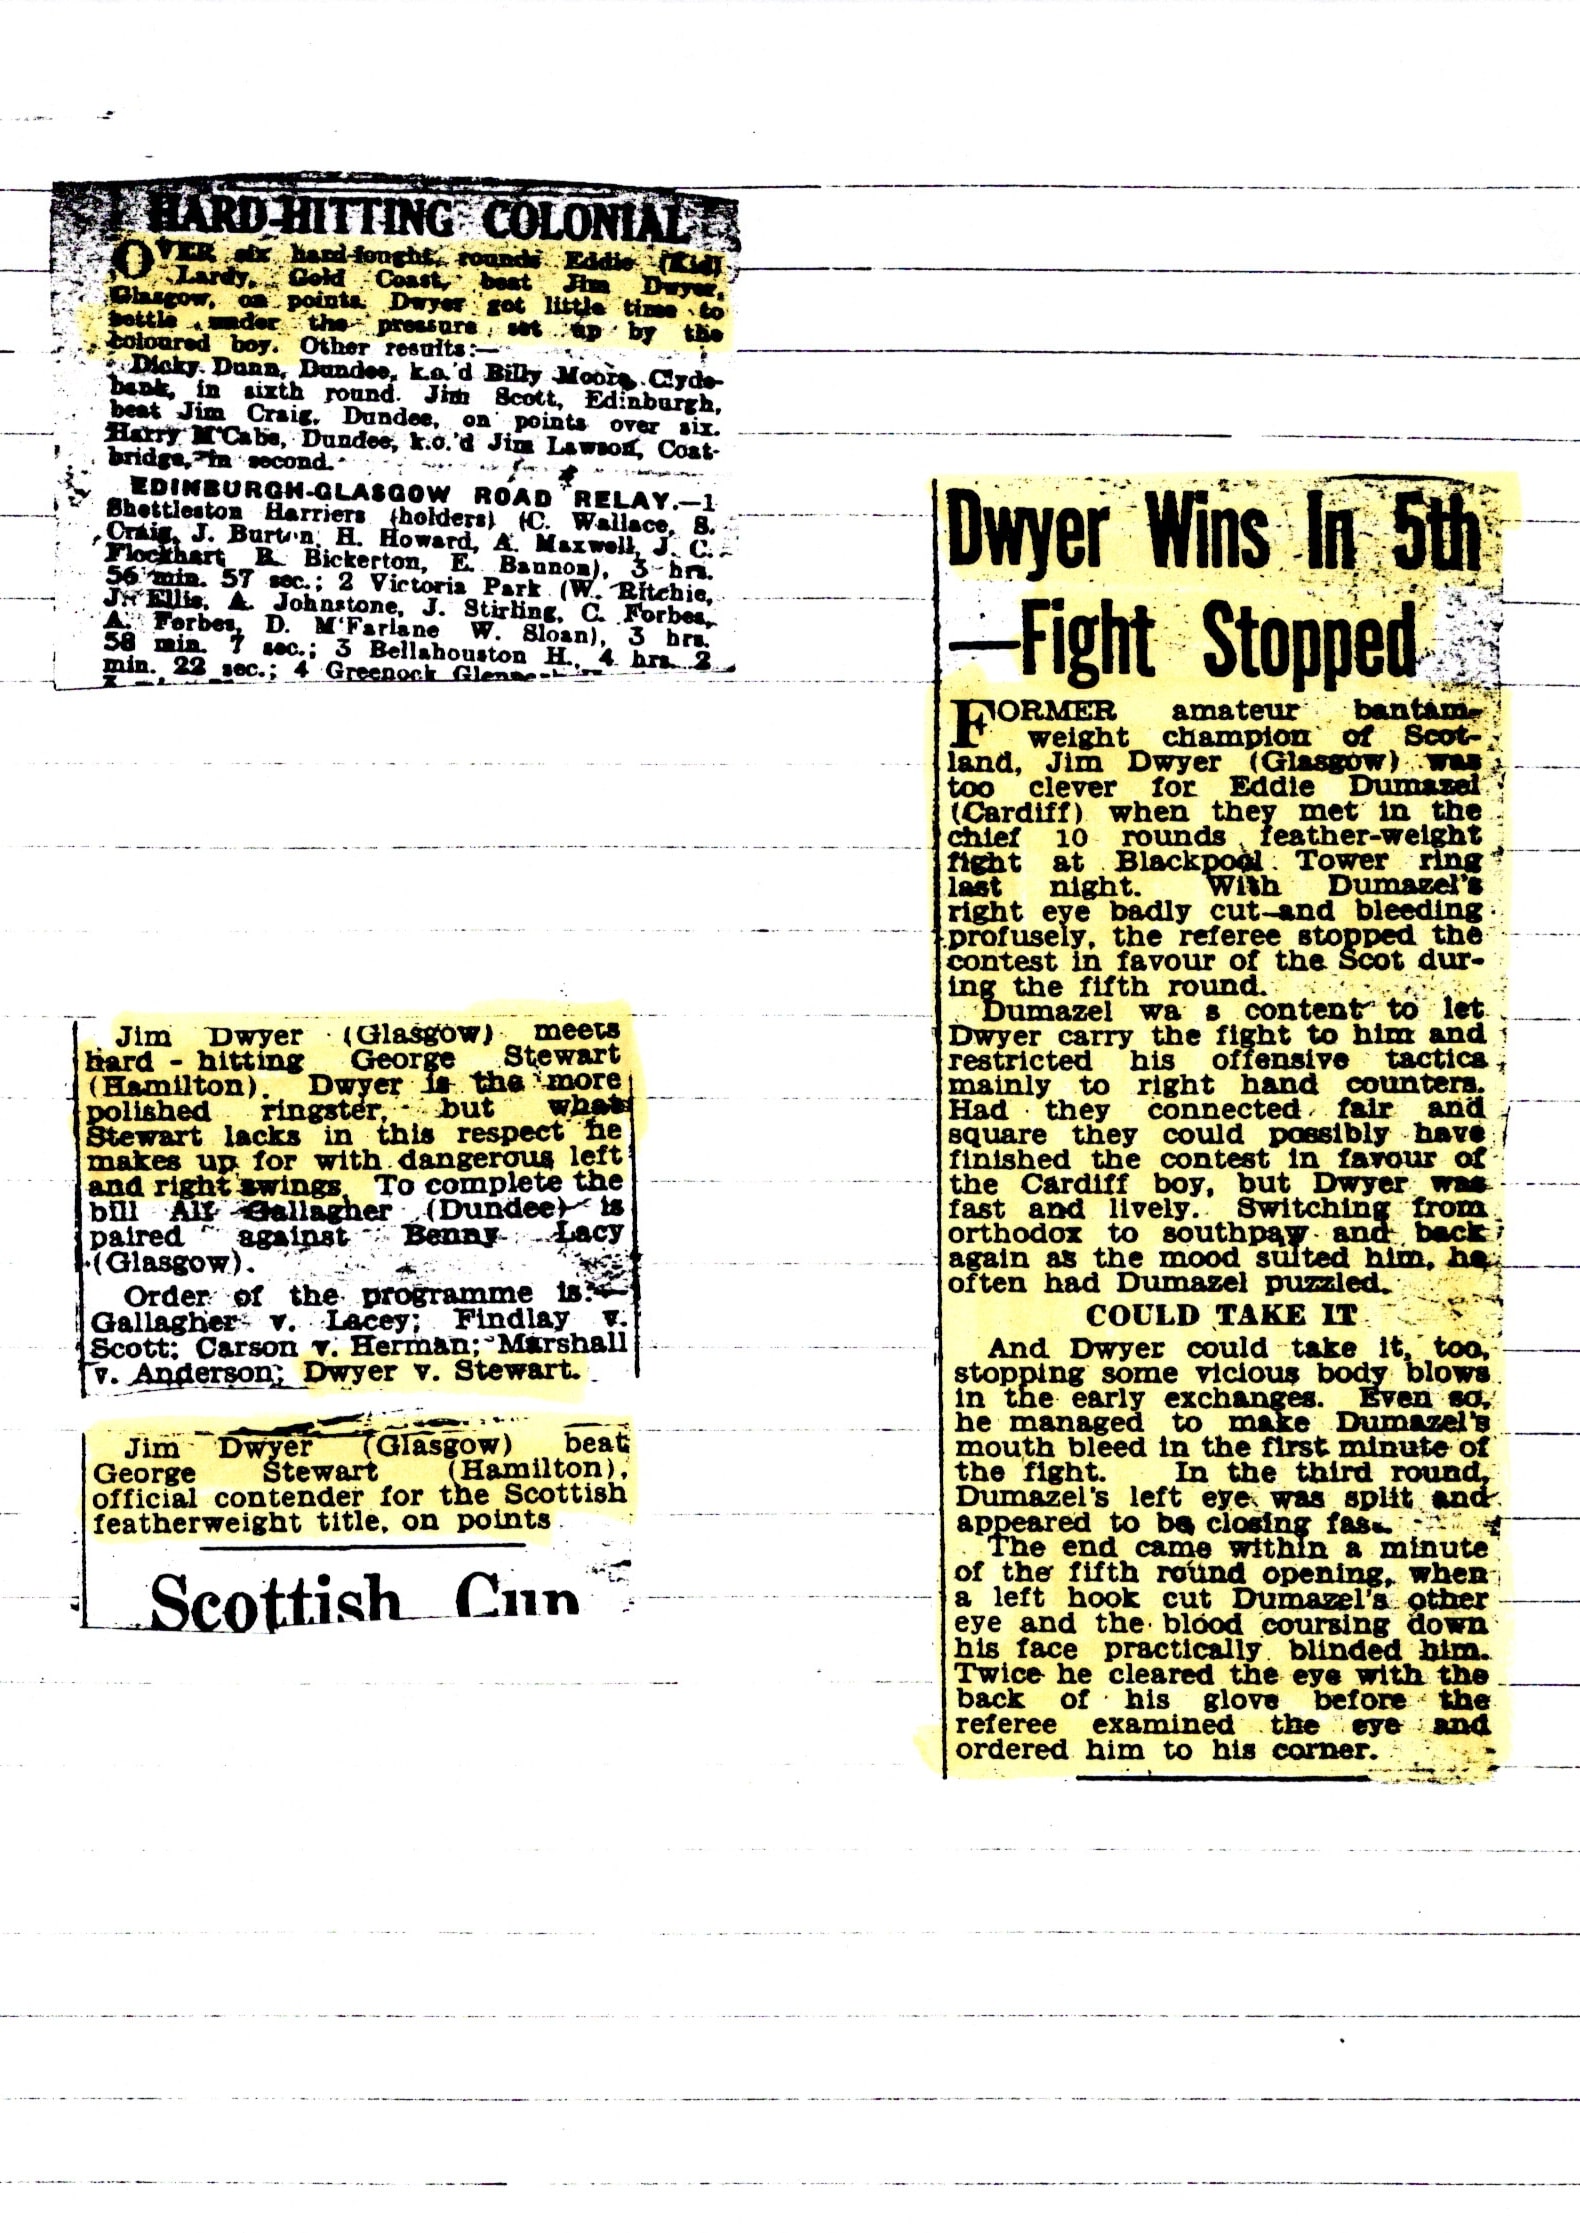 HARD-HITTING COLONIAL
OVER six hard-fought rounds Eddie (Kid)
Lardy, Gold Coast, beat Jim Dwyer,
Glasgow, on points. Dwyer got little time to
settle under the pressure set up by the
coloured boy. Other results:—
Dicky Dunn, Dundee, k.o.'d Billy Moore, Clyde-
bank, in sixth round. Jim Scott, Edinburgh,
beat Jim Craig, Dundee, on points over six.
Harry M'Cabe, Dundee, k.o.'d Jim Lawson, Coat-
bridge, in second.
EDINBURGH-GLASGOW ROAD RELAY.—1
Shettleston Harriers (holders) (C. Wallace, S.
Craig, J. Burton, H. Howard, A. Maxwell, J. C.
Flockhart R. Bickerton, E. Bannon), 3 hrs.
56 min. 57 sec.; 2 Victoria Park (W. Ritchie,
J. Ellis, A. Johnstone, J. Stirling, C. Forbes,
A. Forbes, D. M'Farlane W. Sloan), 3 hrs.
58 min. 7 sec.; 3 Bellahouston H., 4 hrs. 2
min. 22 sec.; 4 Greenock
Jim Dwyer (Glasgow) meets
hard - hitting George Stewart
(Hamilton). Dwyer is the more
polished ringster, but what
Stewart lacks in this respect he
makes up for with dangerous left
and right swings. To complete the
bill Alf Gallagher (Dundee) is
paired against Benny Lacy
(Glasgow).
Order of the programme is:—
Gallagher v. Lacey; Findlay v.
Scott; Carson v. Herman; Marshall
v. Anderson; Dwyer v. Stewart.
Jim Dwyer (Glasgow) beat
George Stewart (Hamilton),
official contender for the Scottish
featherweight title, on points
Scottish Cup
Dwyer Wins In 5th
—Fight Stopped
FORMER amateur bantam-
weight champion of Scot-
land, Jim Dwyer (Glasgow) was
too clever for Eddie Dumazel
(Cardiff) when they met in the
chief 10 rounds feather-weight
fight at Blackpool Tower ring
last night. With Dumazel's
right eye badly cut and bleeding
profusely, the referee stopped the
contest in favour of the Scot dur-
ing the fifth round.
Dumazel wa s content to let
Dwyer carry the fight to him and
restricted his offensive tactics
mainly to right hand counters.
Had they connected fair and
square they could possibly have
finished the contest in favour of
the Cardiff boy, but Dwyer was
fast and lively. Switching from
orthodox to southpaw and back
again as the mood suited him, he
often had Dumazel puzzled.
COULD TAKE IT
And Dwyer could take it, too,
stopping some vicious body blows
in the early exchanges. Even so,
he managed to make Dumazel's
mouth bleed in the first minute of
the fight. In the third round,
Dumazel's left eye was split and
appeared to be closing fast.
The end came within a minute
of the fifth round opening, when
a left hook cut Dumazel's other
eye and the blood coursing down
his face practically blinded him.
Twice he cleared the eye with the
back of his glove before the
referee examined the eye and
ordered him to his corner.